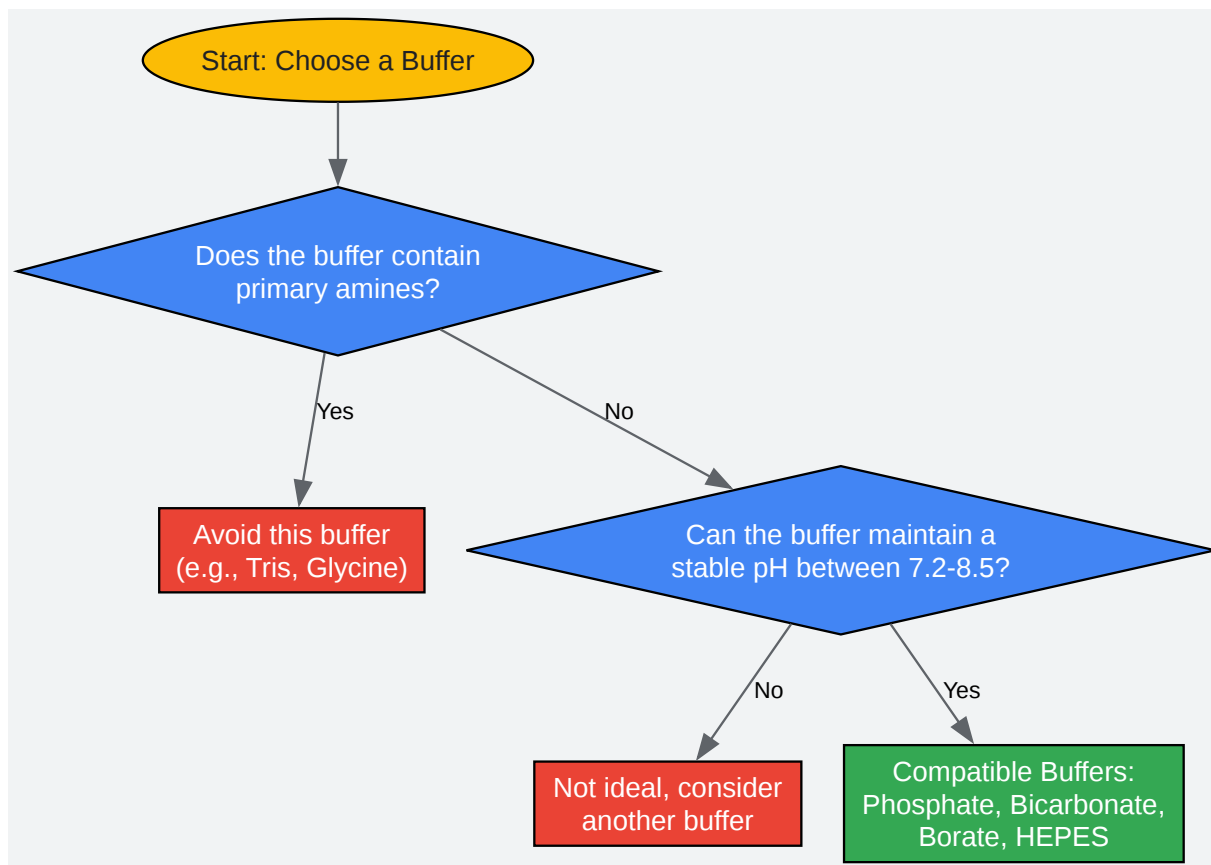 Start: Choose a Buffer
Does the buffer contain
primary amines?
Yes
No
Avoid this buffer
(e.g., Tris, Glycine)
Can the buffer maintain a
stable pH between 7.2-8.5?
No
Yes
Not ideal, consider
another buffer
Compatible Buffers:
Phosphate, Bicarbonate,
Borate, HEPES